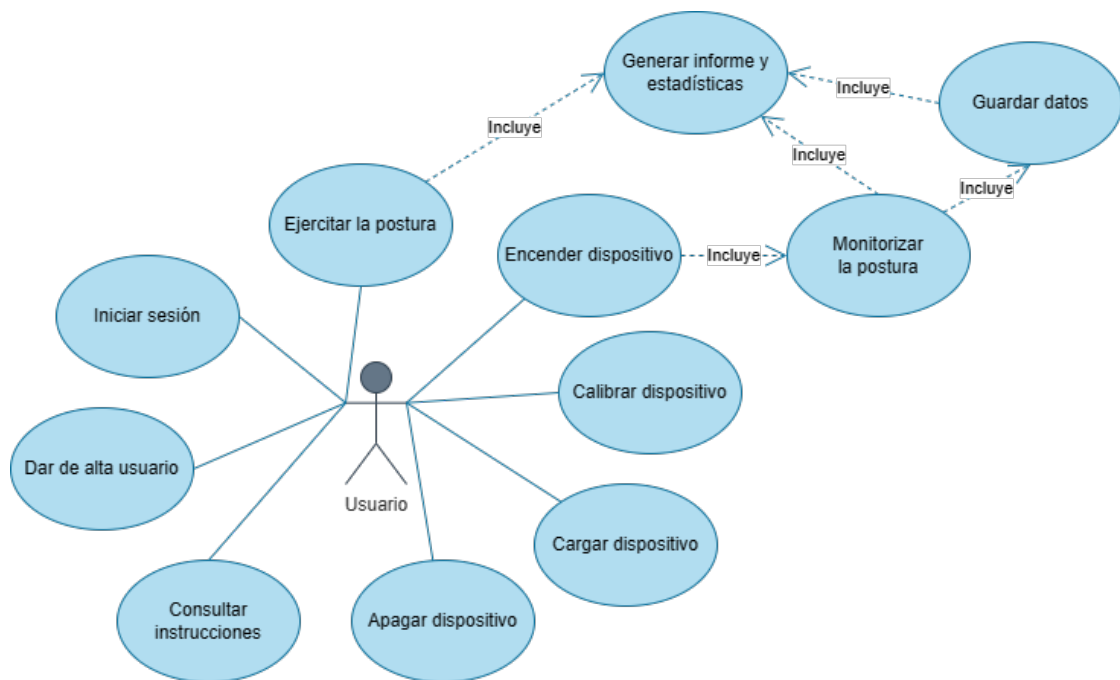 Generar informe y
estadísticas
Incluye
Guardar datos
Incluye
Incluye
Incluye
Ejercitar la postura
Encender dispositivo
Incluye
Monitorizar
la postura
Iniciar sesión
Calibrar dispositivo
Dar de alta usuario
Usuario
Cargar dispositivo
Consultar
instrucciones
Apagar dispositivo